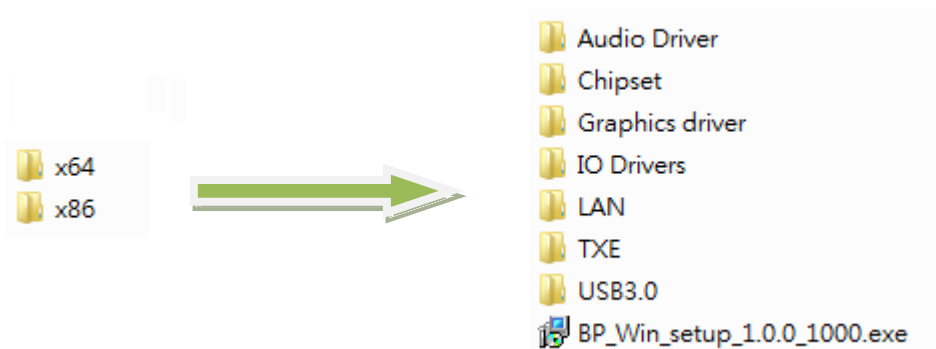 x64
x86
Audio Driver
Chipset
Graphics driver
IO Drivers
LAN
TXE
USB3.0
BP_Win_setup_1.0.0_1000.exe